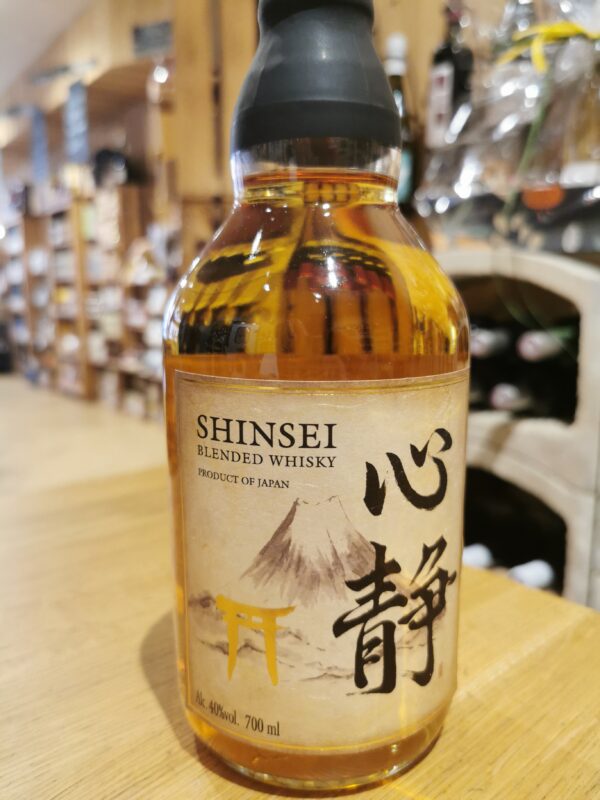 SHINSEI
BLENDED WHISKY
PRODUCT OF JAPAN
心静
Alc. 40%vol. 700 ml